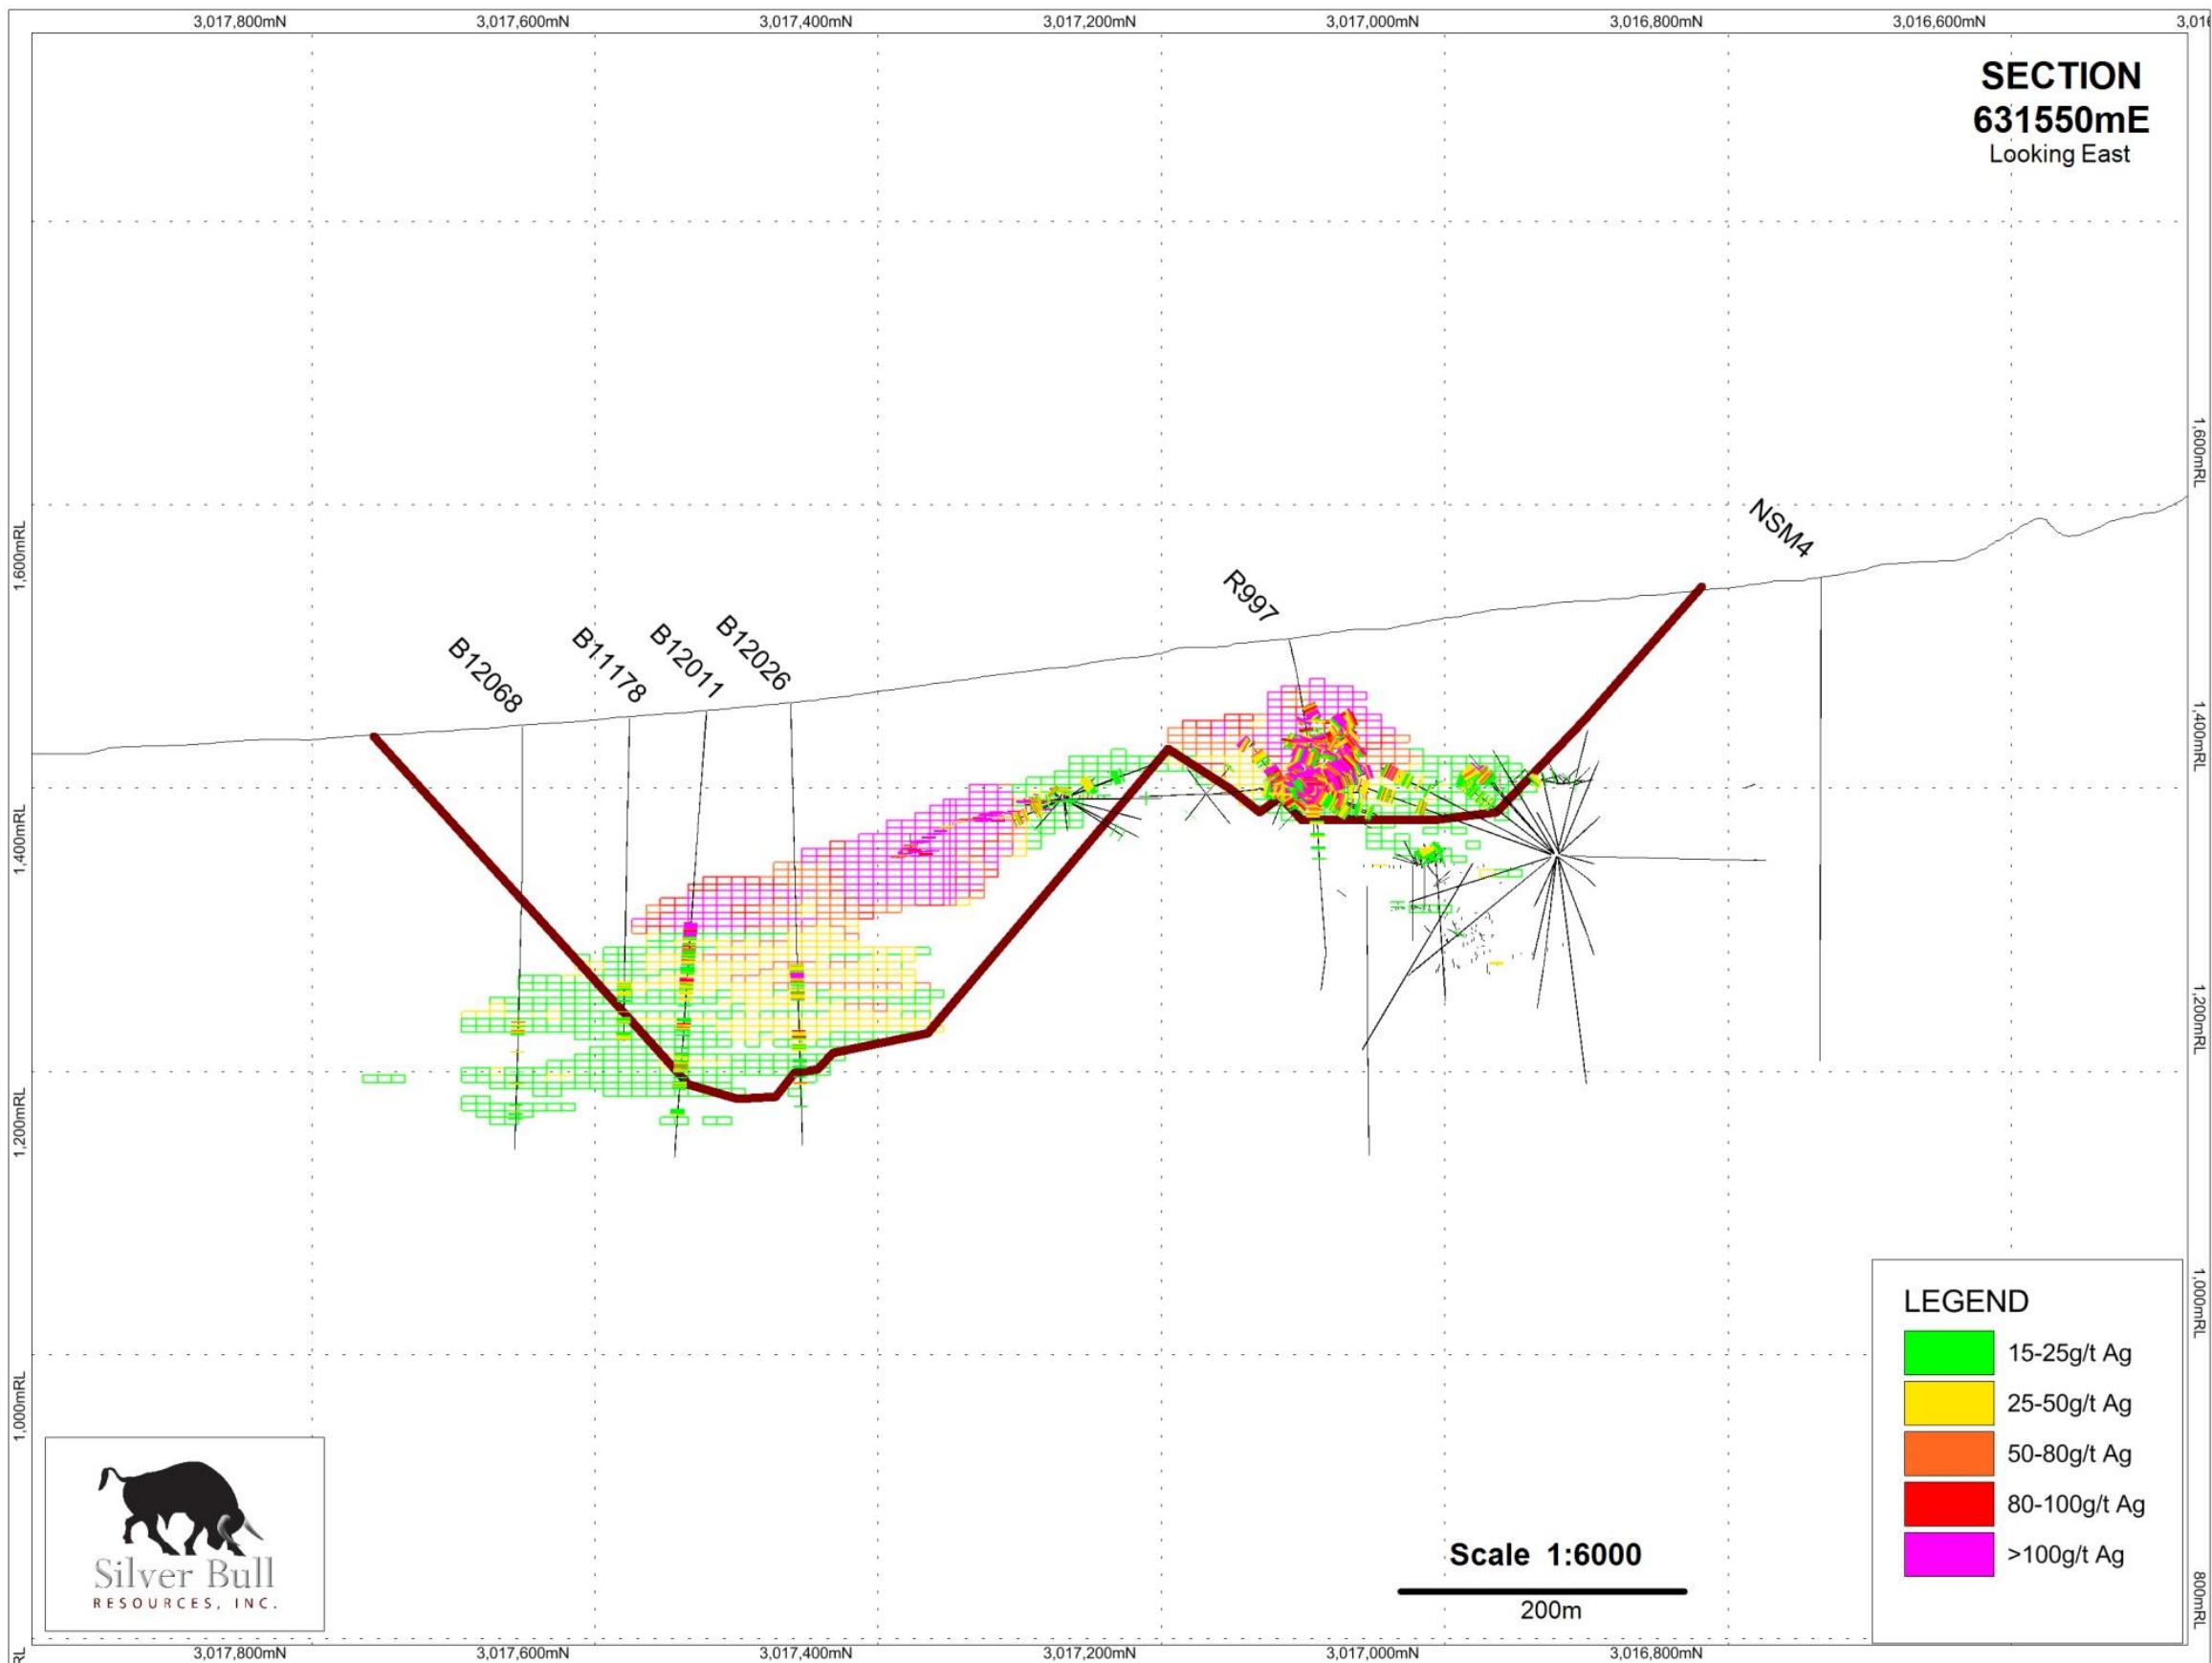 3,017,800mN 3,017,600mN 3,017,400mN 3,017,200mN 3,017,000mN 3,016,800mN 3,016,600mN 3,016
SECTION
631550mE
Looking East
1,600mRL
1,600mRL
NSM4
R997
B12068
B11178
B12011
B12026
1,400mRL
1,400mRL
1,200mRL
1,200mRL
1,000mRL
1,000mRL
800mRL
RL
LEGEND
15-25g/t Ag
25-50g/t Ag
50-80g/t Ag
80-100g/t Ag
>100g/t Ag
Scale 1:6000
200m
Silver Bull
RESOURCES, INC.
3,017,800mN 3,017,600mN 3,017,400mN 3,017,200mN 3,017,000mN 3,016,800mN